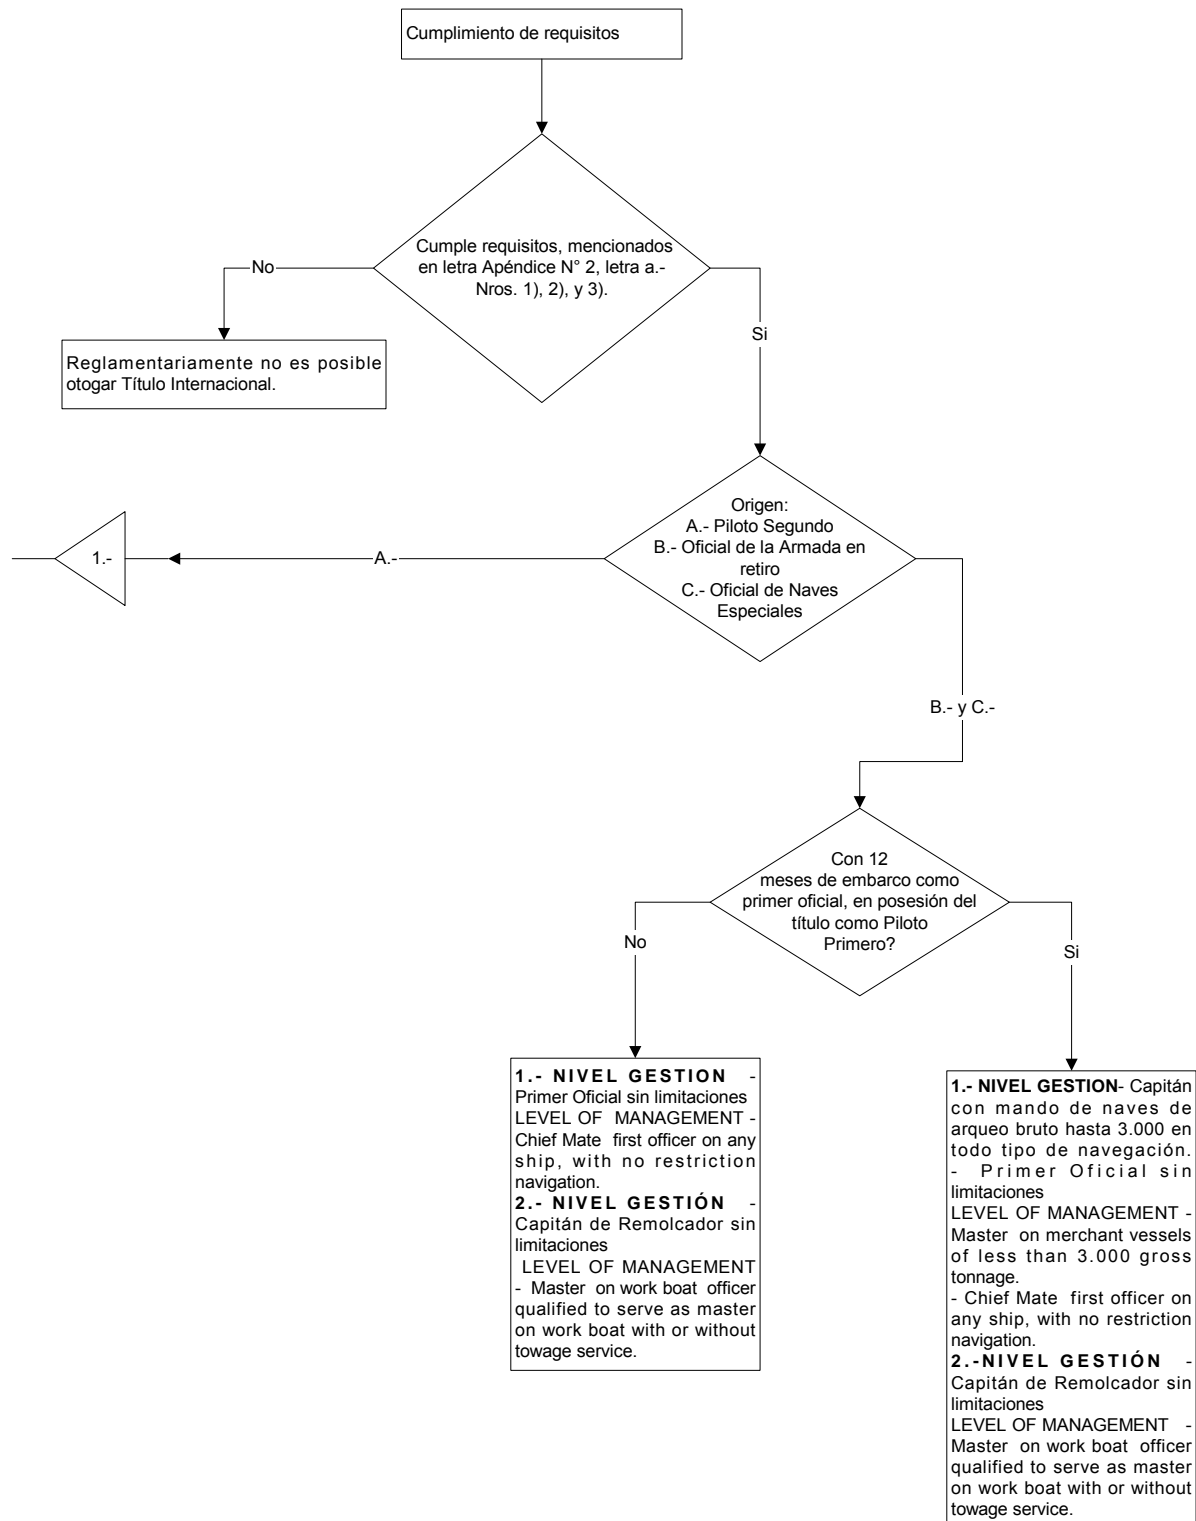 Cumplimiento de requisitos
Cumple requisitos, mencionados
en letra Apéndice N° 2, letra a.-
Nros. 1), 2), y 3).
No
Si
Reglamentariamente no es posible
otogar Título Internacional.
Origen:
A.- Piloto Segundo
B.- Oficial de la Armada en
retiro
C.- Oficial de Naves
Especiales
1.-
A.-
B.- y C.-
Con 12
meses de embarco como
primer oficial, en posesión del
título como Piloto
Primero?
No
Si
1.- NIVEL GESTION -
Primer Oficial sin limitaciones
LEVEL OF MANAGEMENT -
Chief Mate first officer on any
ship, with no restriction
navigation.
2.- NIVEL GESTIÓN -
Capitán de Remolcador sin
limitaciones
LEVEL OF MANAGEMENT
- Master on work boat officer
qualified to serve as master
on work boat with or without
towage service.
1.- NIVEL GESTION- Capitán
con mando de naves de
arqueo bruto hasta 3.000 en
todo tipo de navegación.
- Primer Oficial sin
limitaciones
LEVEL OF MANAGEMENT -
Master on merchant vessels
of less than 3.000 gross
tonnage.
- Chief Mate first officer on
any ship, with no restriction
navigation.
2.-NIVEL GESTIÓN -
Capitán de Remolcador sin
limitaciones
LEVEL OF MANAGEMENT -
Master on work boat officer
qualified to serve as master
on work boat with or without
towage service.